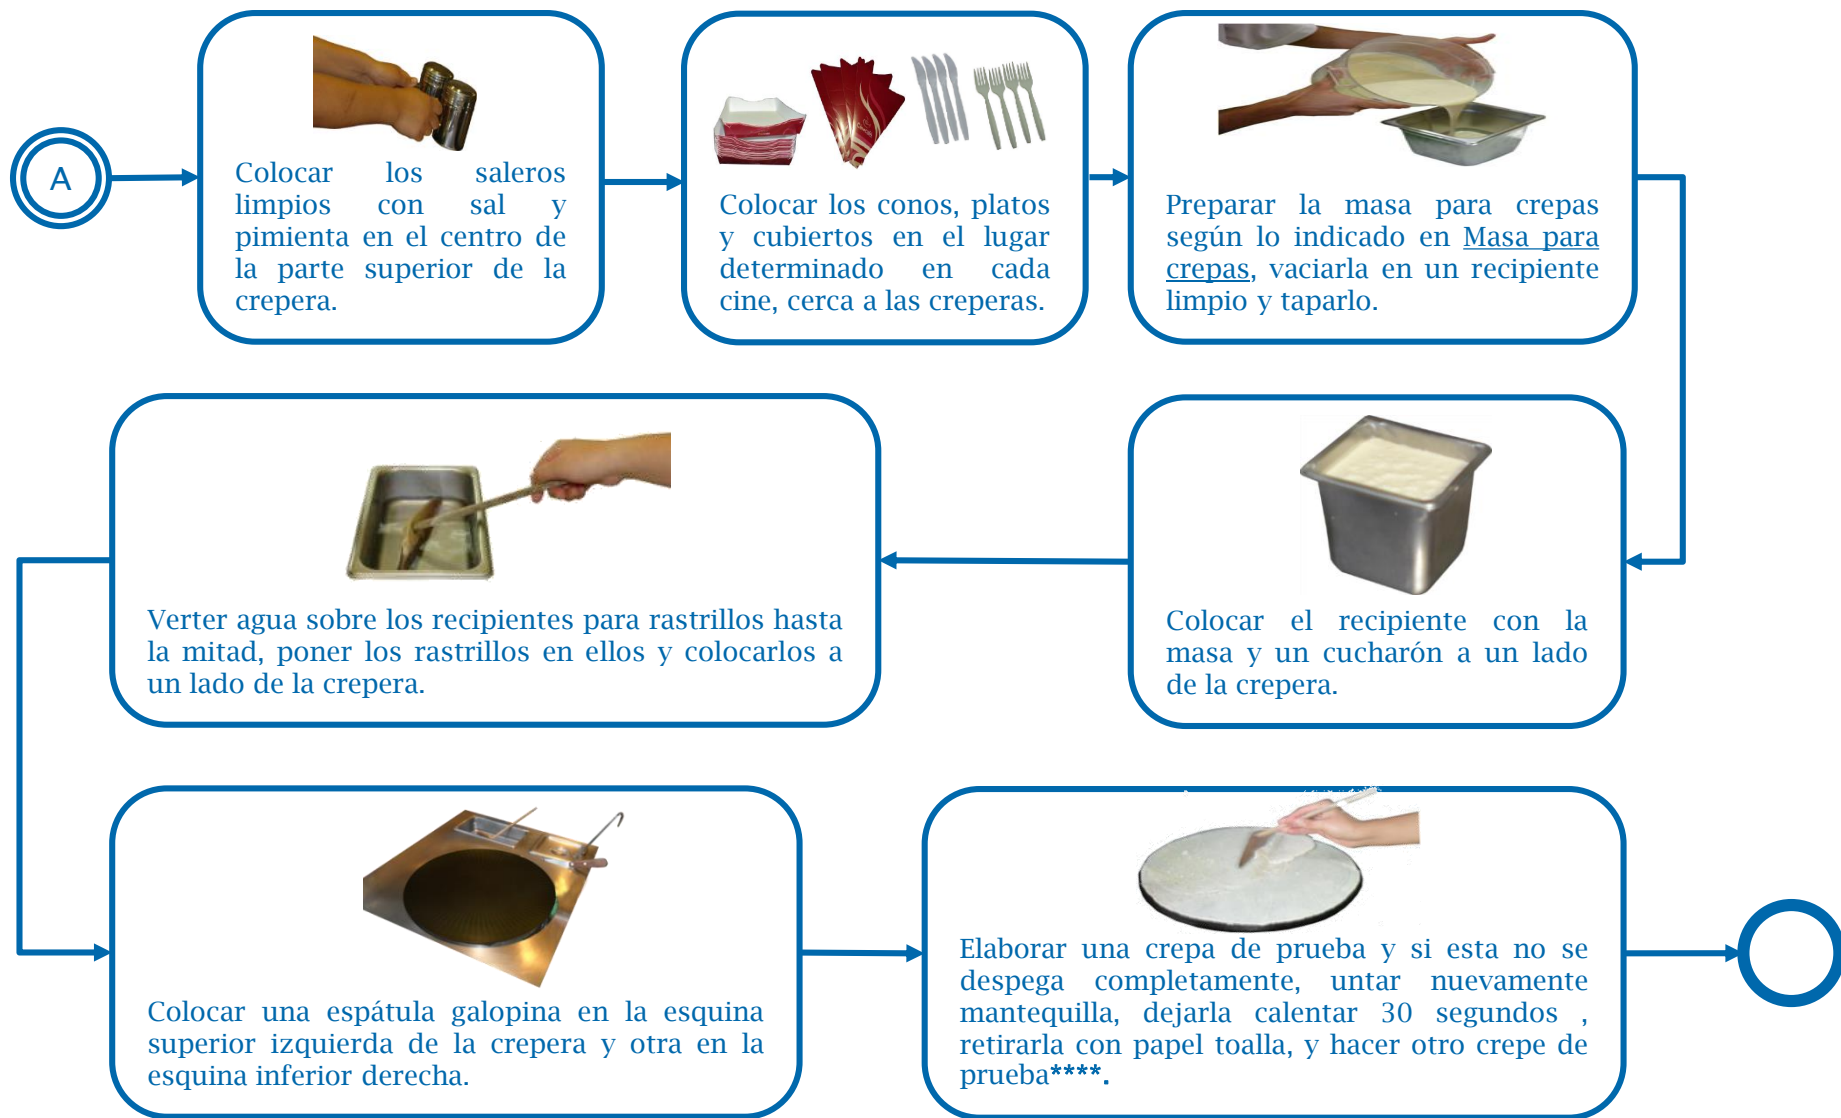 A
Colocar los saleros
limpios con sal y
pimienta en el centro de
la parte superior de la
crepera.
Colocar los conos, platos
y cubiertos en el lugar
determinado en cada
cine, cerca a las creperas.
Preparar la masa para crepas
según lo indicado en Masa para
crepas, vaciarla en un recipiente
limpio y taparlo.
Colocar el recipiente con la
masa y un cucharón a un lado
de la crepera.
Verter agua sobre los recipientes para rastrillos hasta
la mitad, poner los rastrillos en ellos y colocarlos a
un lado de la crepera.
Colocar una espátula galopina en la esquina
superior izquierda de la crepera y otra en la
esquina inferior derecha.
Elaborar una crepa de prueba y si esta no se
despega completamente, untar nuevamente
mantequilla, dejarla calentar 30 segundos ,
retirarla con papel toalla, y hacer otro crepe de
prueba****.